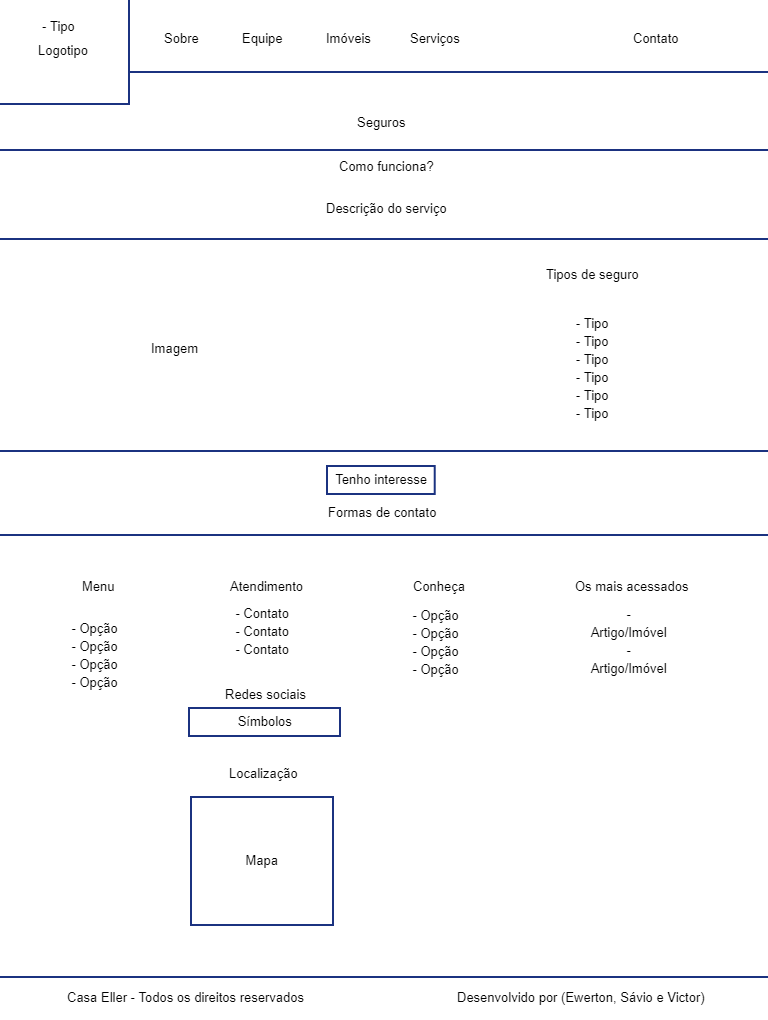 - Tipo
Logotipo
Sobre
Equipe
Imóveis
Serviços
Contato
Seguros
Como funciona?
Descrição do serviço
Imagem
Tipos de seguro
- Tipo
- Tipo
- Tipo
- Tipo
- Tipo
- Tipo
Tenho interesse
Formas de contato
Menu
- Opção
- Opção
- Opção
- Opção
Atendimento
- Contato
- Contato
- Contato
Redes sociais
Símbolos
Localização
Mapa
Conheça
- Opção
- Opção
- Opção
- Opção
Os mais acessados
-
Artigo/Imóvel
-
Artigo/Imóvel
Casa Eller - Todos os direitos reservados
Desenvolvido por (Ewerton, Sávio e Victor)